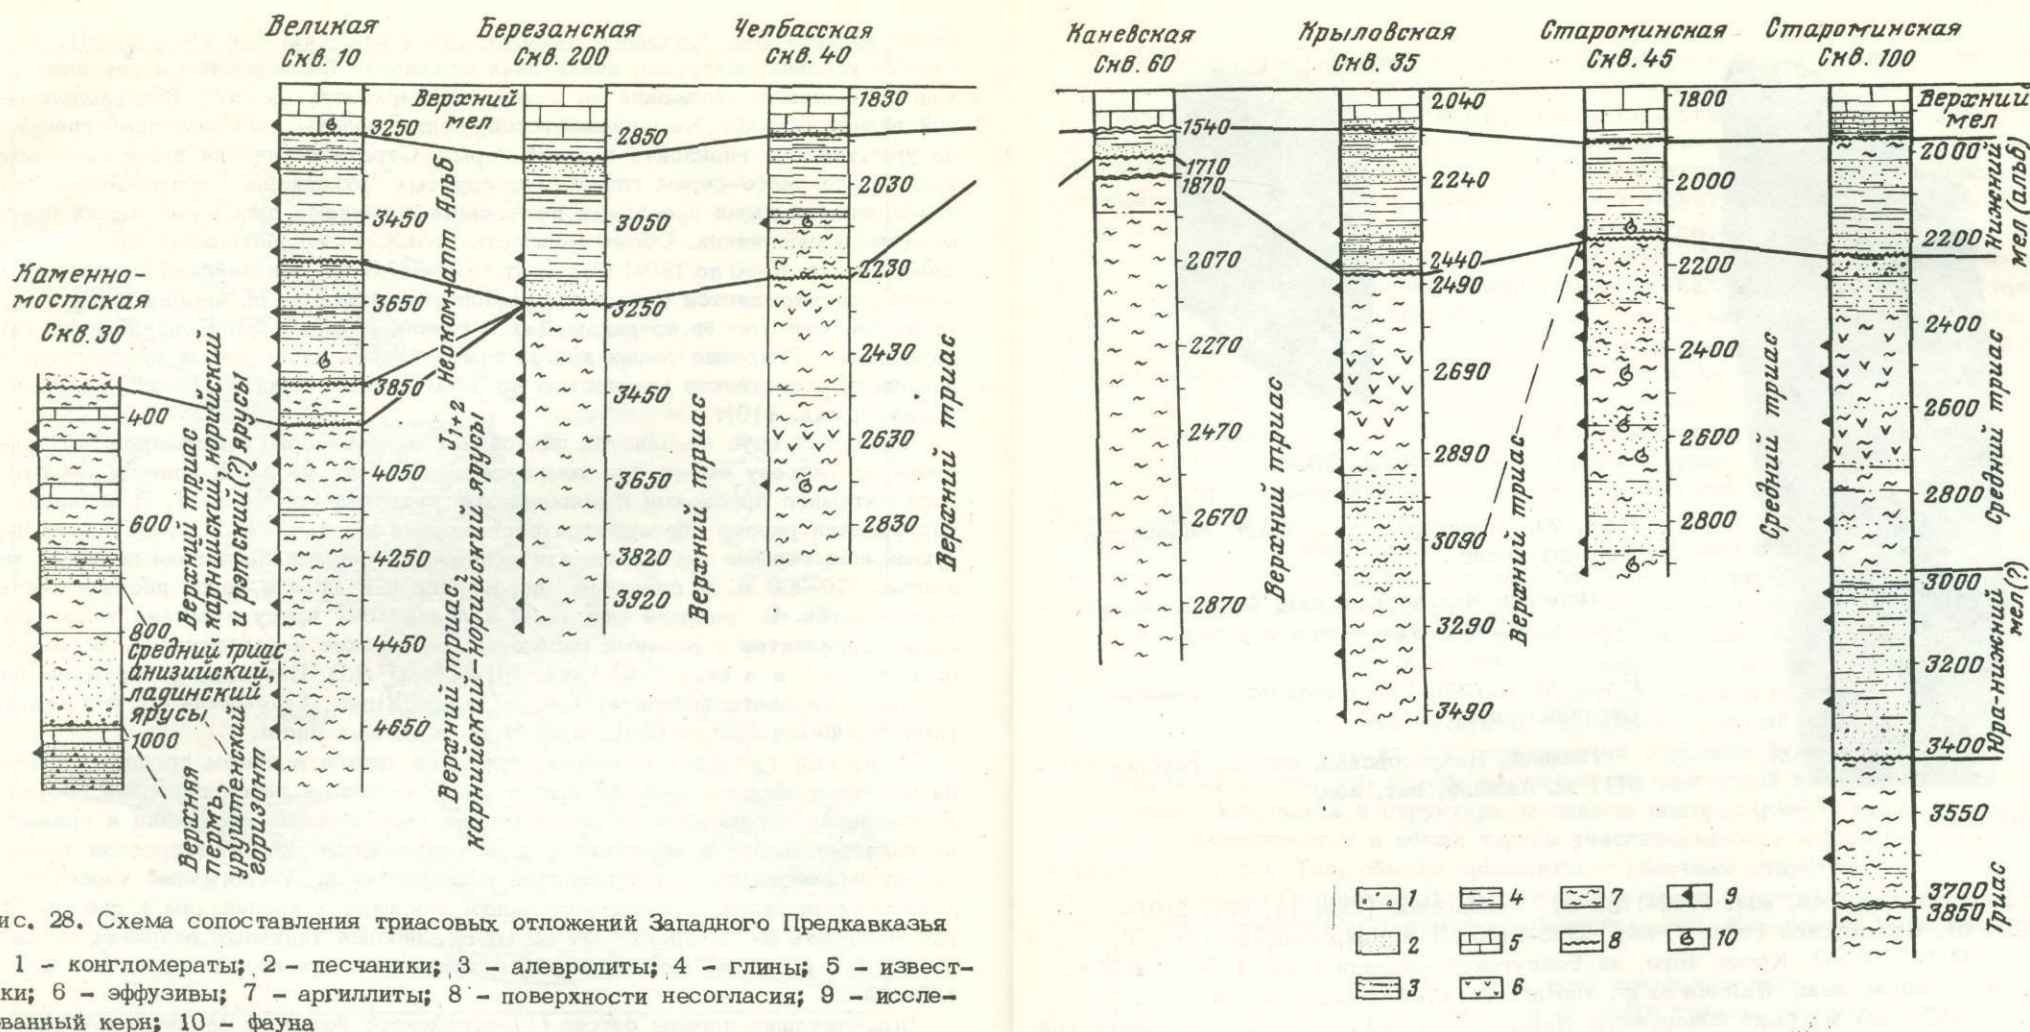 Великая
Скв. 10
Березанская
Скв. 200
Челбасская
Скв. 40
Каневская
Скв. 60
Крыловская
Скв. 35
Староминская
Скв. 45
Староминская
Скв. 100
Каменно-
мостская
Скв. 30
400
600
800
1000
Верхний триас
карнийский, норийский
и рэтский(?) ярусы
средний триас
анизийский,
ладинский
ярусы
Верхняя
пермь,
уруштенский
горизонт
3250
3450
3650
3850
4050
4250
4450
4650
Верхний
мел
Неоком+апт Альб
J₁₊₂
Верхний триас,
карнийский-норийский ярусы
2850
3050
3250
3450
3650
3820
3920
Верхний триас
1830
2030
2230
2430
2630
2830
Верхний триас
1540
1710
1870
2070
2270
2470
2670
2870
Верхний триас
2040
2240
2440
2490
2690
2890
3090
3290
3490
Верхний триас
1800
2000
2200
2400
2600
2800
Средний триас
Верхний
мел
2000
2200
2400
2600
2800
3000
3200
3400
3550
3700
3850
Нижний
мел (альб)
Средний триас
Юра-нижний
мел(?)
Триас
1 4 7 9
2 5 8 10
3 6
ис. 28. Схема сопоставления триасовых отложений Западного Предкавказья
1 – конгломераты; 2 – песчаники; 3 – алевролиты; 4 – глины; 5 – извест-
ки; 6 – эффузивы; 7 – аргиллиты; 8 – поверхности несогласия; 9 – иссле-
ованный керн; 10 – фауна